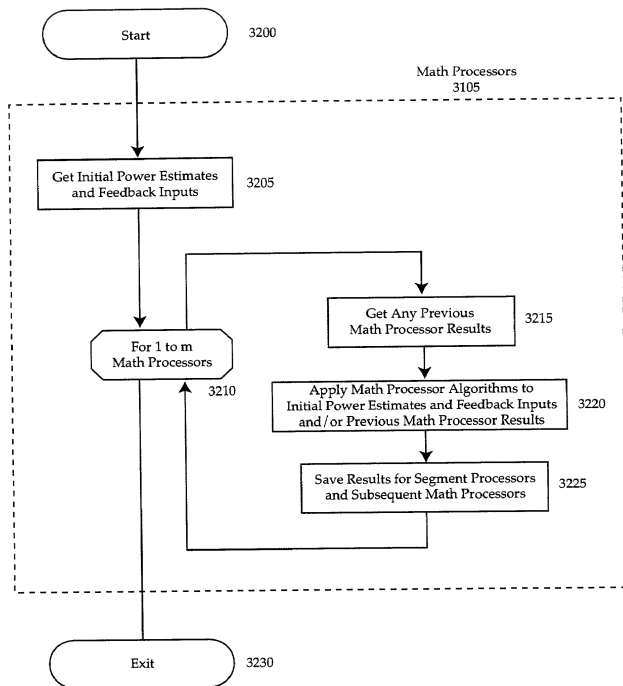 Start
3200
Math Processors
3105
Get Initial Power Estimates
and Feedback Inputs
3205
Get Any Previous
Math Processor Results
3215
For 1 to m
Math Processors
3210
Apply Math Processor Algorithms to
Initial Power Estimates and Feedback Inputs
and/or Previous Math Processor Results
3220
Save Results for Segment Processors
and Subsequent Math Processors
3225
Exit
3230